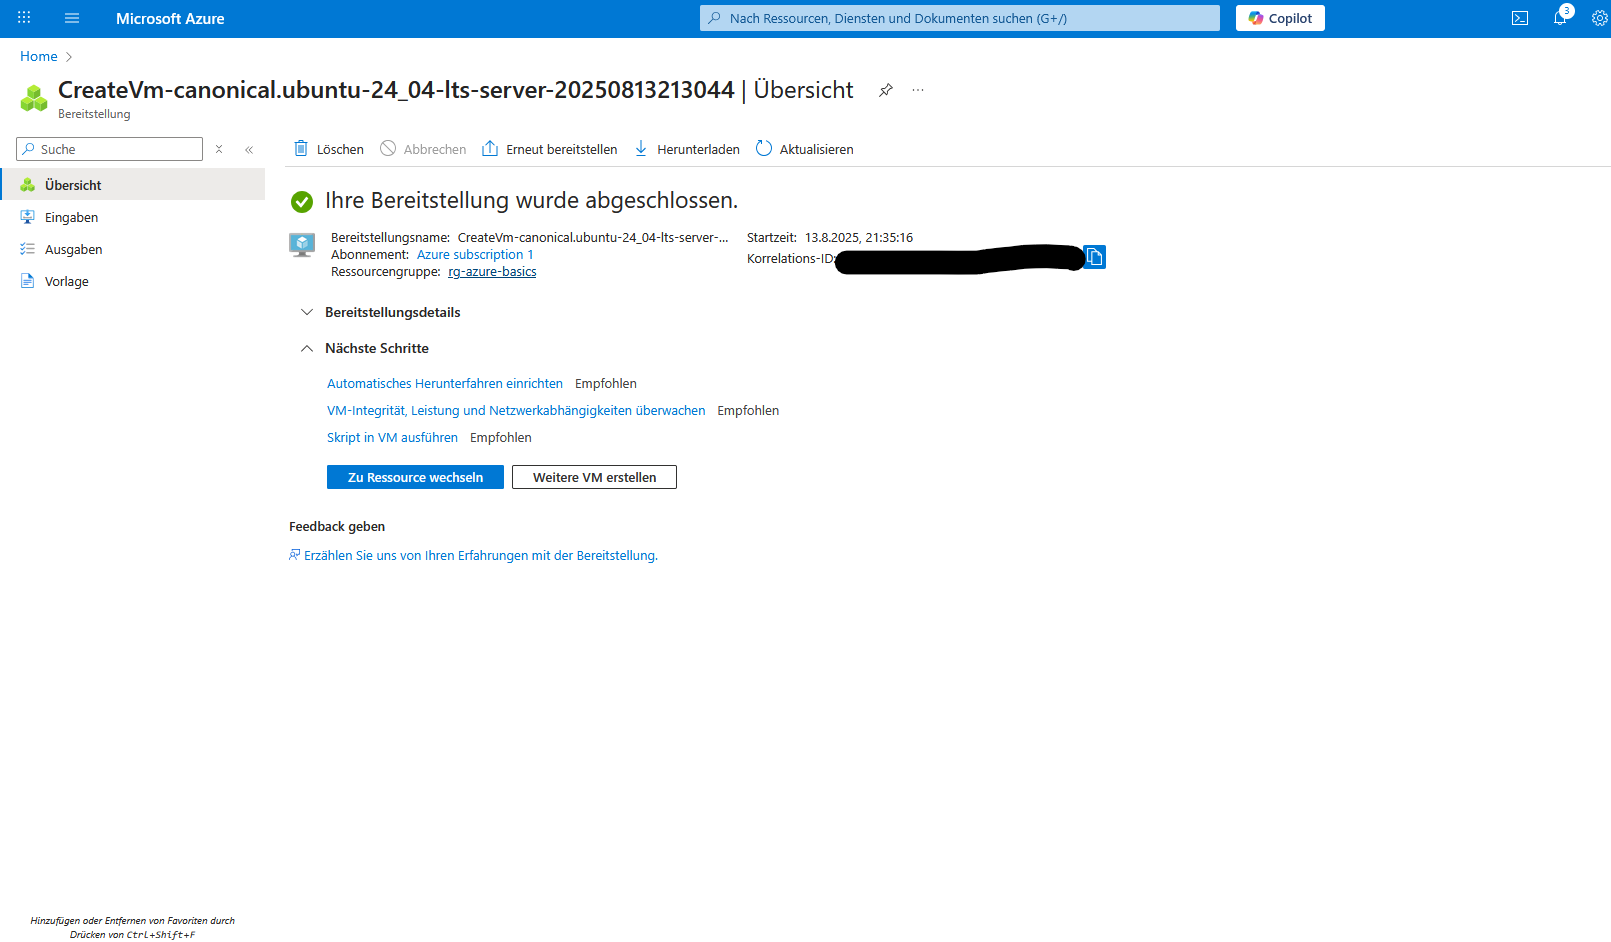 Microsoft Azure
Nach Ressourcen, Diensten und Dokumenten suchen (G+/)
Copilot
3
Home
CreateVm-canonical.ubuntu-24_04-lts-server-20250813213044 | Übersicht
Bereitstellung
Suche
Löschen Abbrechen Erneut bereitstellen Herunterladen Aktualisieren
Übersicht
Eingaben
Ausgaben
Vorlage
Ihre Bereitstellung wurde abgeschlossen.
Bereitstellungsname: CreateVm-canonical.ubuntu-24_04-lts-server-...
Abonnement: Azure subscription 1
Ressourcengruppe: rg-azure-basics
Startzeit: 13.8.2025, 21:35:16
Korrelations-ID:
Bereitstellungsdetails
Nächste Schritte
Automatisches Herunterfahren einrichten Empfohlen
VM-Integrität, Leistung und Netzwerkabhängigkeiten überwachen Empfohlen
Skript in VM ausführen Empfohlen
Zu Ressource wechseln Weitere VM erstellen
Feedback geben
Erzählen Sie uns von Ihren Erfahrungen mit der Bereitstellung.
Hinzufügen oder Entfernen von Favoriten durch
Drücken von Ctrl+Shift+F